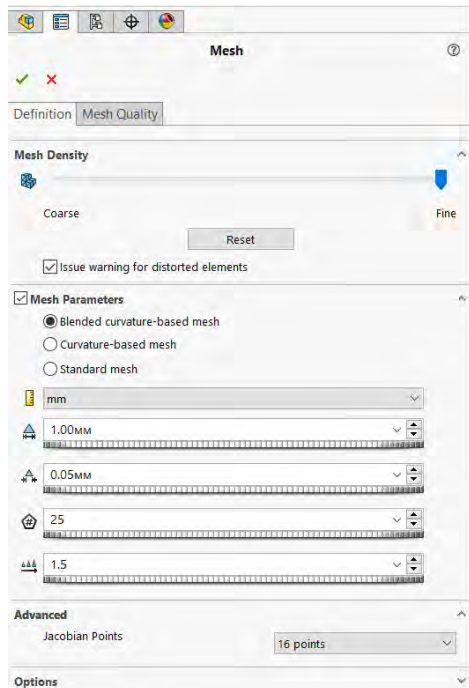 Mesh
Definition Mesh Quality
Mesh Density
Coarse Fine
Reset
Issue warning for distorted elements
Mesh Parameters
Blended curvature-based mesh
Curvature-based mesh
Standard mesh
mm
1.00мм
0.05мм
25
1.5
Advanced
Jacobian Points 16 points
Options